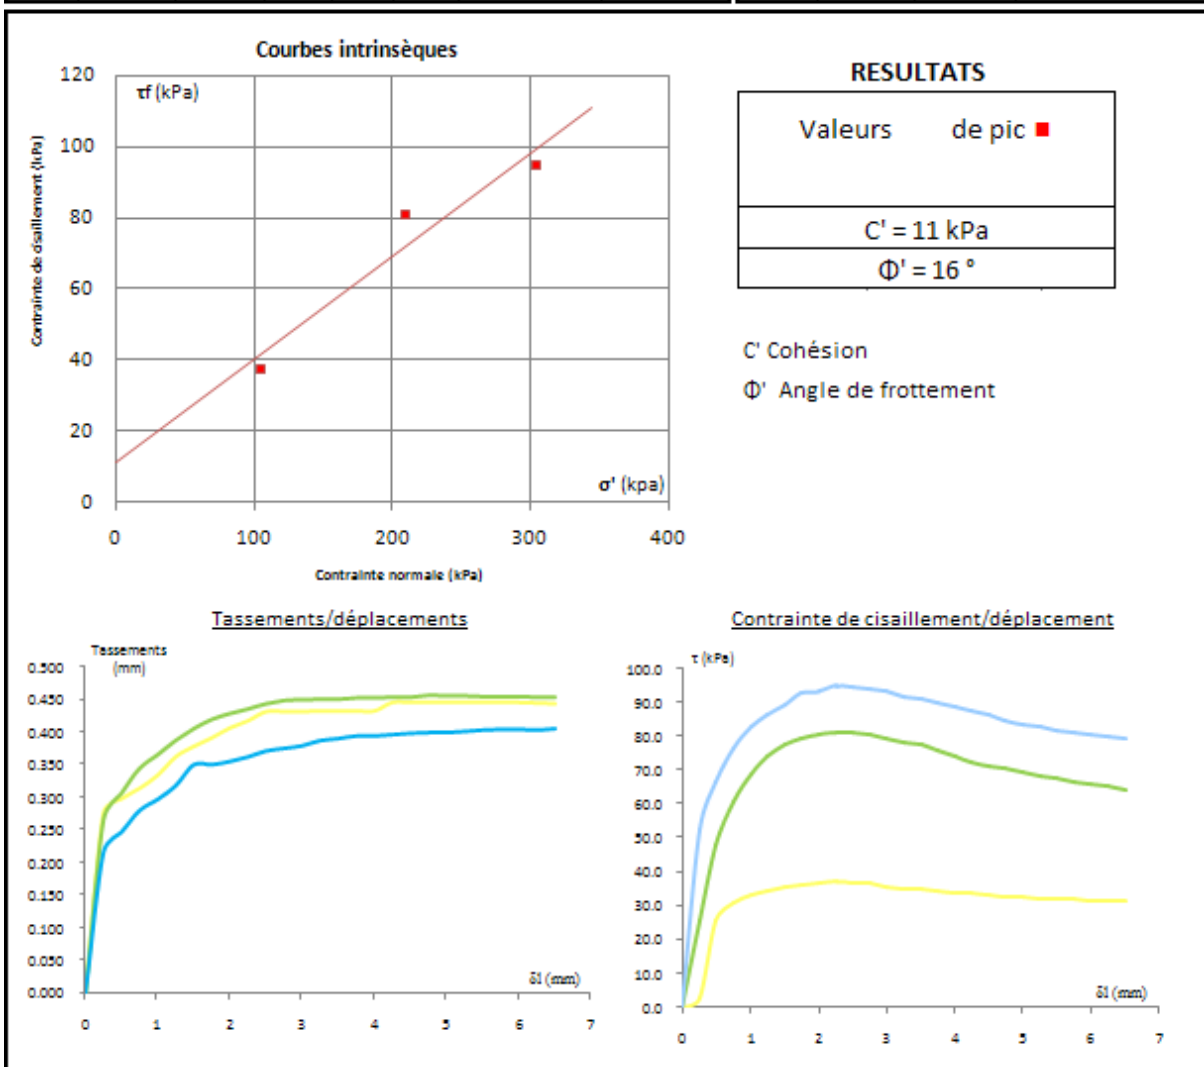 Courbes intrinsèques
τf (kPa)
Contrainte de cisaillement (kPa)
120
100
80
60
40
20
0
σ' (kpa)
0 100 200 300 400
Contrainte normale (kPa)
RESULTATS
Valeurs de pic
C' = 11 kPa
Φ' = 16 °
C' Cohésion
Φ' Angle de frottement
Tassements/déplacements
Tassements
(mm)
0.500
0.450
0.400
0.350
0.300
0.250
0.200
0.150
0.100
0.050
0.000
δl (mm)
0 1 2 3 4 5 6 7
Contrainte de cisaillement/déplacement
τ (kPa)
100.0
90.0
80.0
70.0
60.0
50.0
40.0
30.0
20.0
10.0
0.0
δl (mm)
0 1 2 3 4 5 6 7